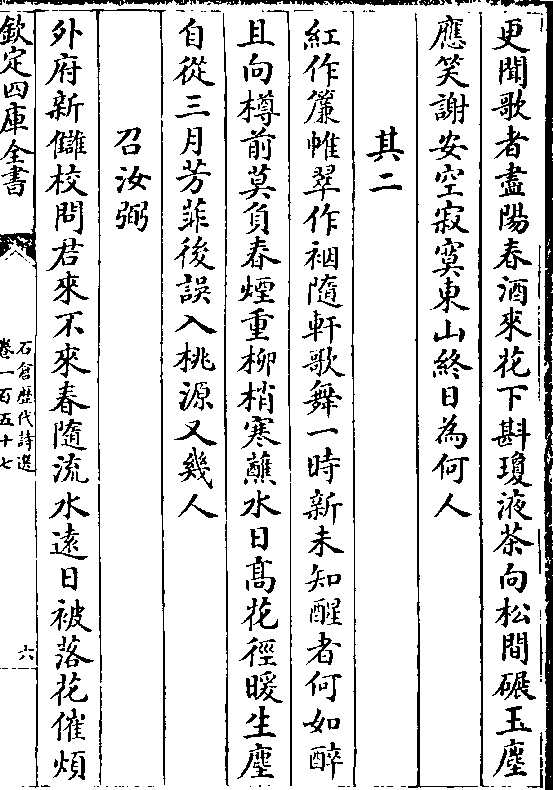 更聞歌者盡陽春酒來花下斟瓊液茶向松間碾玉塵
應笑謝安空寂寞東山終日為何人
其二
紅作簾帷翠作裀隨軒歌舞一時新未知醒者何如醉
且向樽前莫負春煙重柳梢寒蘸水日髙花徑暖生塵
自從三月芳菲後誤入桃源又幾人
召汝弼
外府新讎校問君來不來春隨流水逺日被落花催煩
欽定四庫全書
石倉歷代詩選
卷一百五十七
六